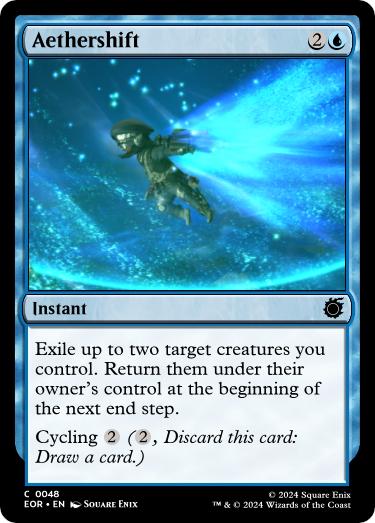 Aethershift 2
Instant
Exile up to two target creatures you
control. Return them under their
owner's control at the beginning of
the next end step.
Cycling 2 (2, Discard this card:
Draw a card.)
C 0048
EOR • EN Square Enix
© 2024 Square Enix
™ & © 2024 Wizards of the Coast